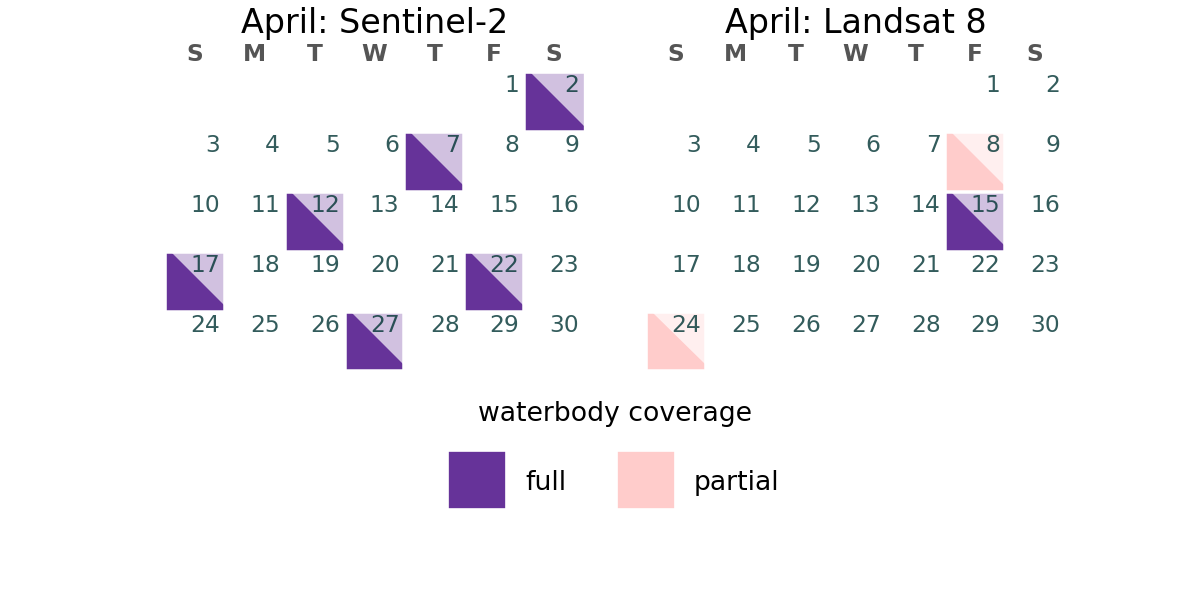 April: Sentinel-2
S M T W T F S
1 2
3 4 5 6 7 8 9
10 11 12 13 14 15 16
17 18 19 20 21 22 23
24 25 26 27 28 29 30
April: Landsat 8
S M T W T F S
1 2
3 4 5 6 7 8 9
10 11 12 13 14 15 16
17 18 19 20 21 22 23
24 25 26 27 28 29 30
waterbody coverage
full
partial